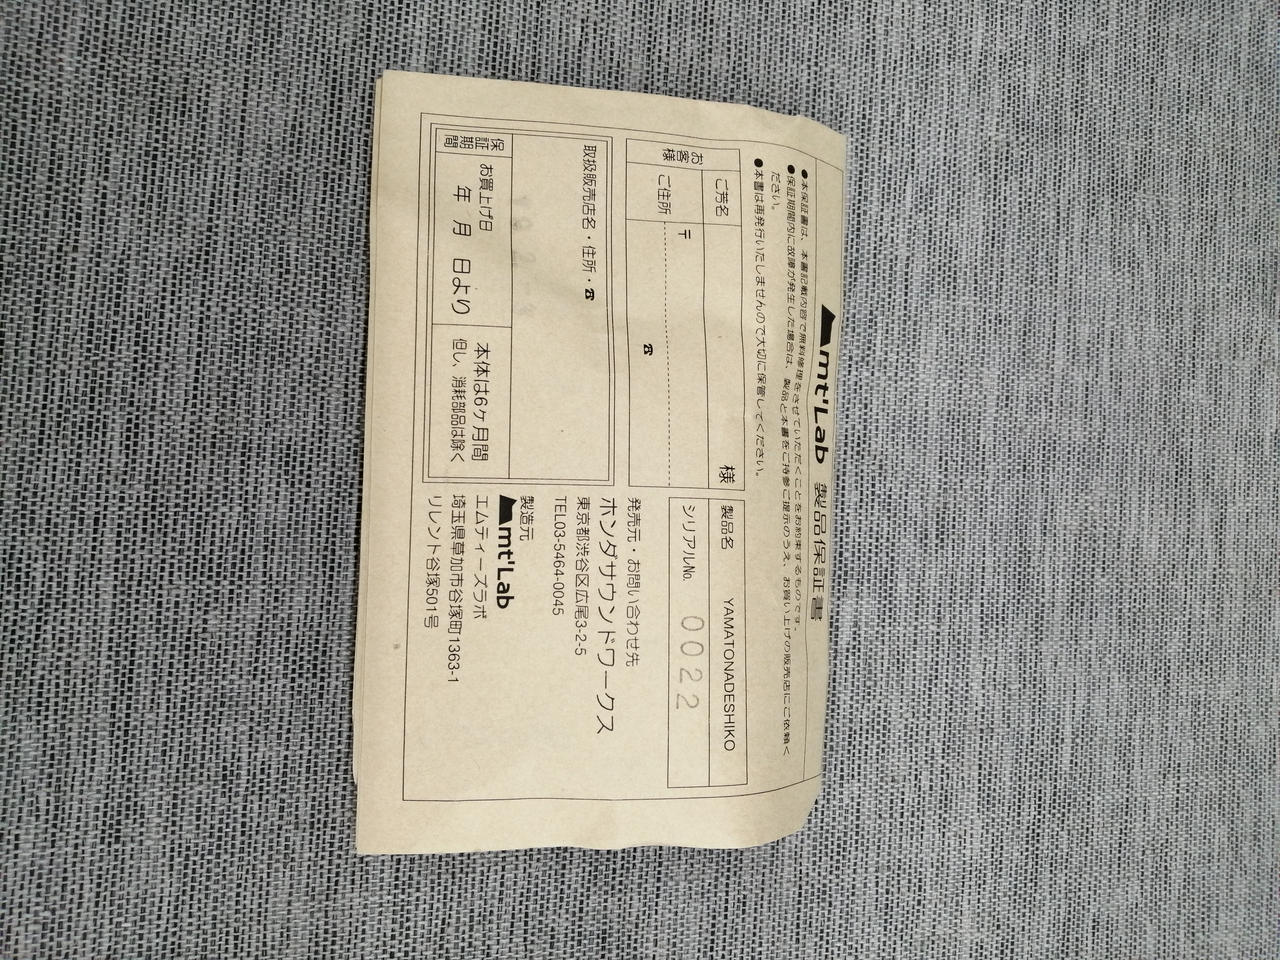 mt'Lab 製品保証書
●本保証書は、本書記載内容で無料修理をさせていただくことをお約束するものです。
●保証期間内に故障が発生した場合は、製品と本書をご持参ご提示のうえ、お買い上げの販売店にご依頼く
ださい。
●本書は再発行いたしませんので大切に保管してください。
お客様
ご芳名
様
ご住所
〒
☎
取扱販売店名・住所・☎
保証期間
お買上げ日
年 月 日より
本体は6ヶ月間
但し、消耗部品は除く
製品名 YAMATONADESHIKO
シリアルNo. 0022
発売元・お問い合わせ先
ホンダサウンドワークス
東京都渋谷区広尾3-2-5
TEL03-5464-0045
製造元
mt'Lab
エムティーズラボ
埼玉県草加市谷塚町1363-1
リレント谷塚501号